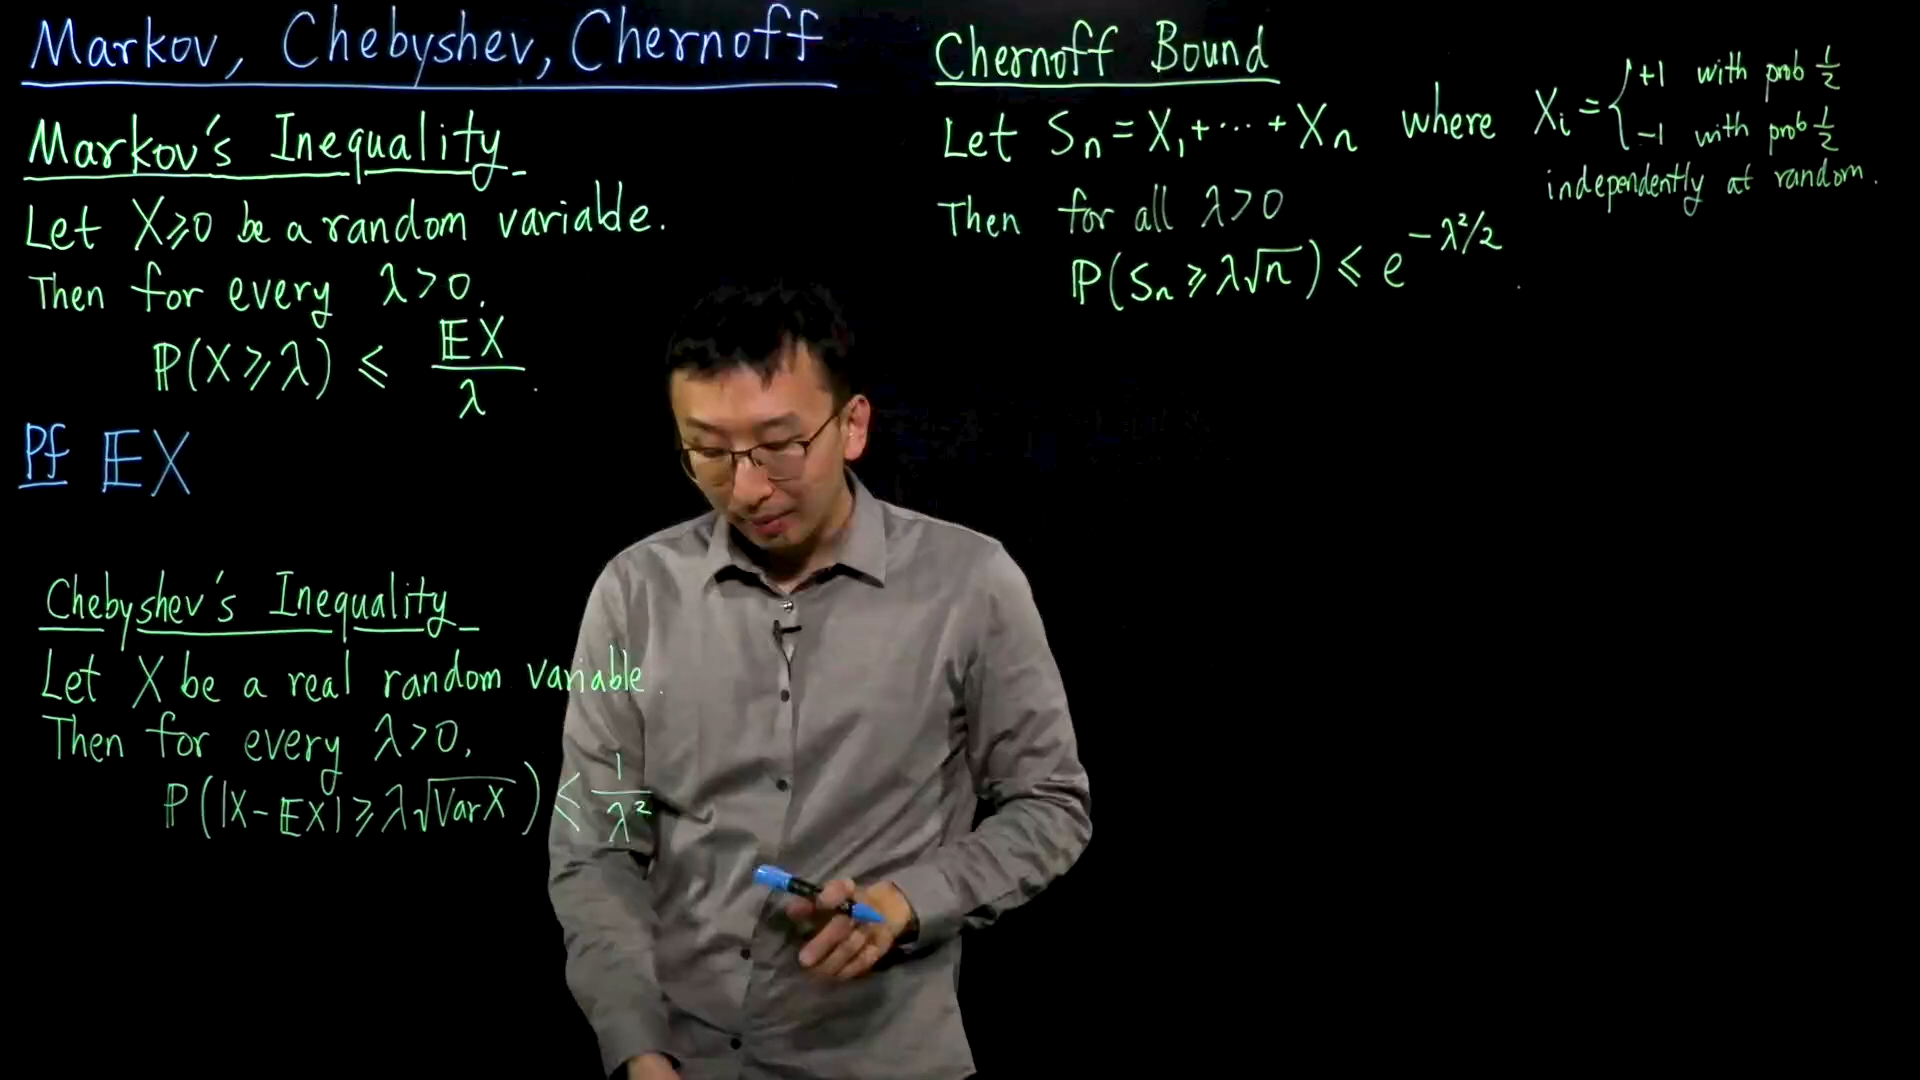 Markov, Chebyshev, Chernoff
Markov's Inequality
Let X⩾0 be a random variable.
Then for every λ>0,
ℙ(X⩾λ) ⩽ 𝔼X/λ.
Pf 𝔼X
Chebyshev's Inequality
Let X be a real random variable.
Then for every λ>0,
ℙ(|X-𝔼X|⩾λ√VarX) ⩽ 1/λ²
Chernoff Bound
Let Sₙ = X₁+⋯+Xₙ where Xᵢ = { +1 with prob 1/2
-1 with prob 1/2
independently at random.
Then for all λ>0
ℙ(Sₙ⩾λ√n) ⩽ e^(-λ²/2).